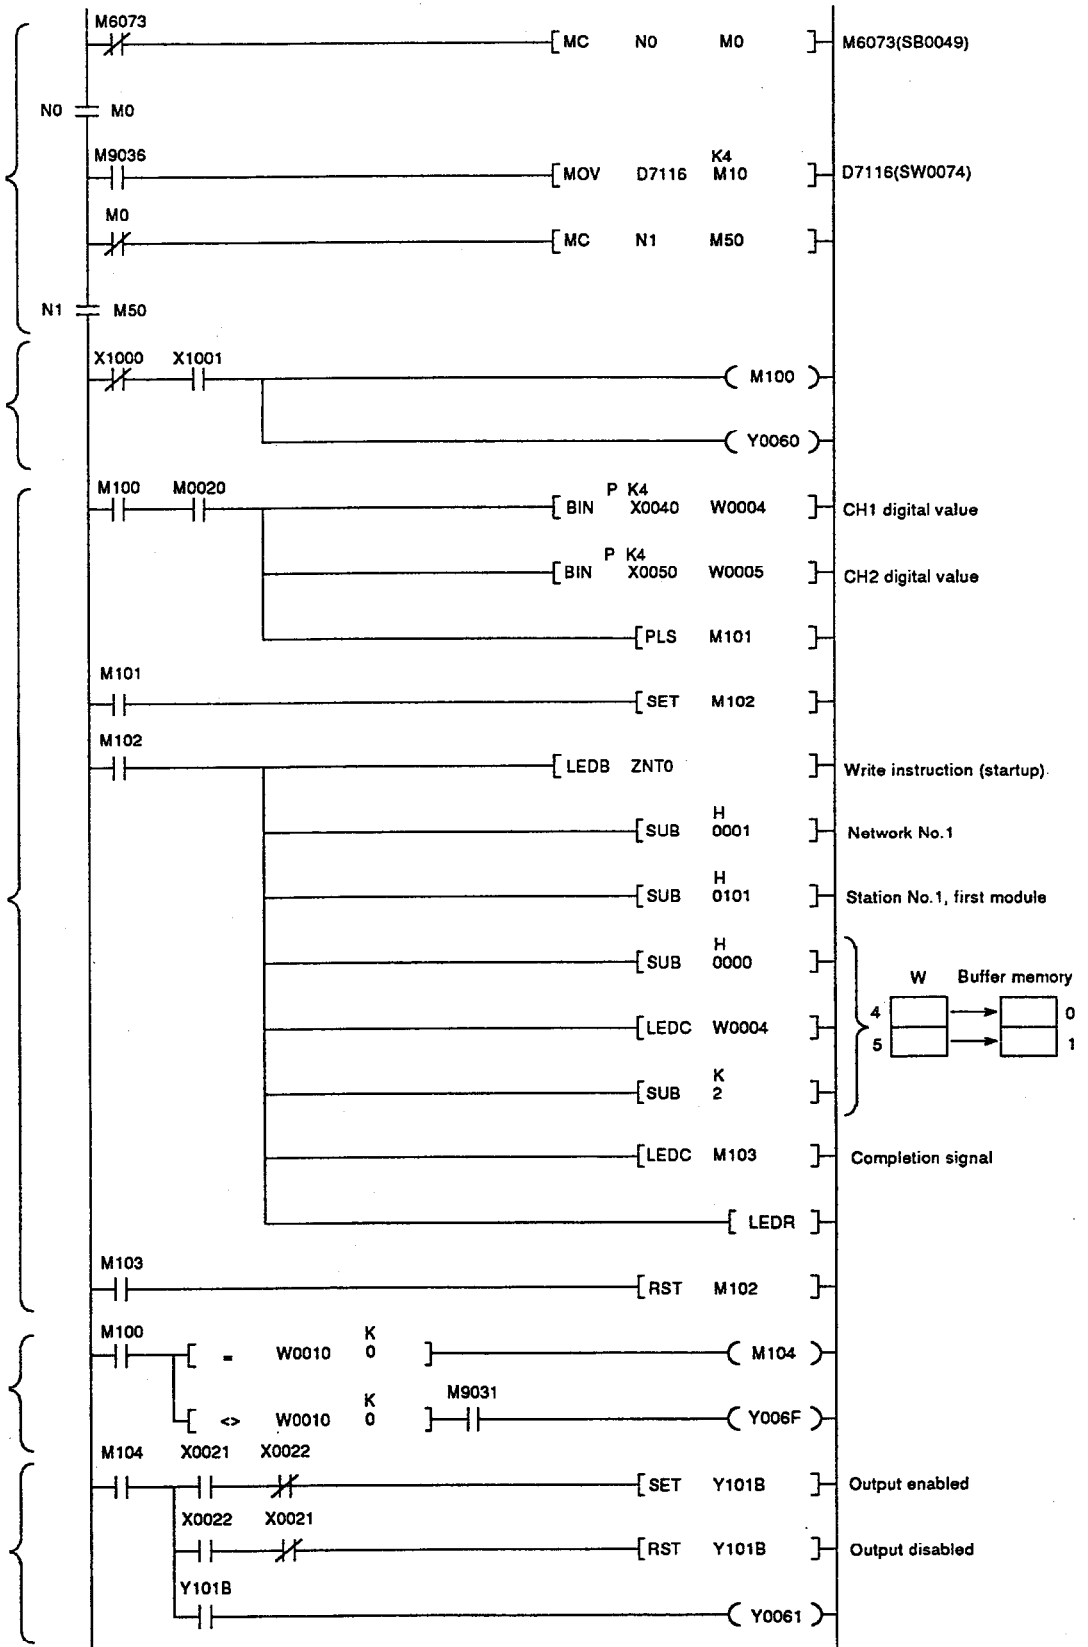 M6073
MC N0 M0 M6073(SB0049)
N0 M0
M9036 K4
MOV D7116 M10 D7116(SW0074)
M0
MC N1 M50
N1 M50
X1000 X1001
M100
Y0060
M100 M0020 P K4
BIN X0040 W0004 CH1 digital value
P K4
BIN X0050 W0005 CH2 digital value
PLS M101
M101
SET M102
M102
LEDB ZNT0 Write instruction (startup)
H
SUB 0001 Network No.1
H
SUB 0101 Station No.1, first module
H
SUB 0000
W Buffer memory
4 0
LEDC W0004
5 1
K
SUB 2
LEDC M103 Completion signal
LEDR
M103
RST M102
M100 K
= W0010 0 M104
K M9031
<> W0010 0 Y006F
M104 X0021 X0022
SET Y101B Output enabled
X0022 X0021
RST Y101B Output disabled
Y101B
Y0061